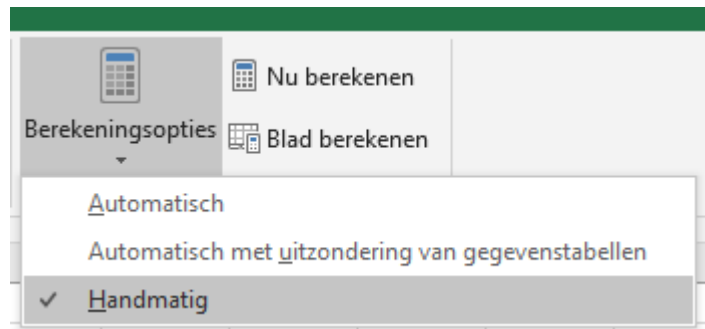 Berekeningsopties
Nu berekenen
Blad berekenen
Automatisch
Automatisch met uitzondering van gegevenstabellen
Handmatig